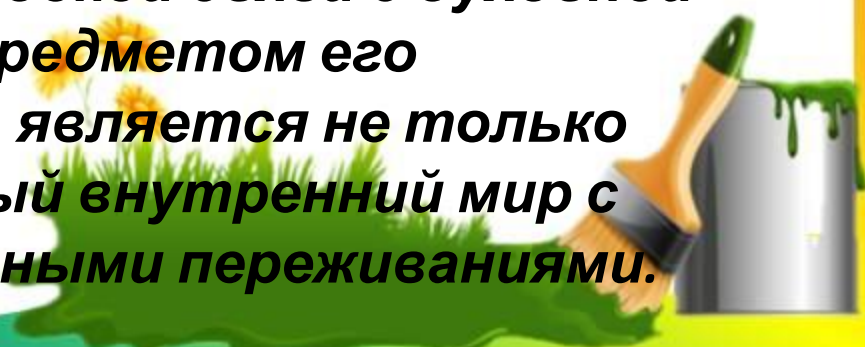 редметом его
является не только
ый внутренний мир с
ными переживаниями.